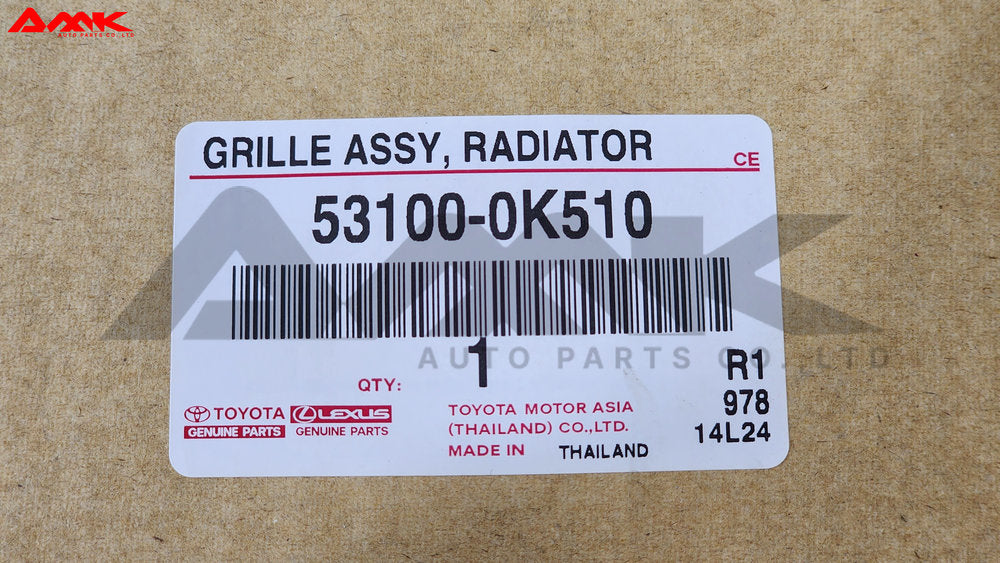 AMK
AUTO PARTS CO.,LTD
GRILLE ASSY, RADIATOR
CE
53100-0K510
AMK
AUTO PARTS CO.,LTD
QTY: 1
R1
978
14L24
TOYOTA LEXUS
GENUINE PARTS GENUINE PARTS
TOYOTA MOTOR ASIA
(THAILAND) CO.,LTD.
MADE IN THAILAND